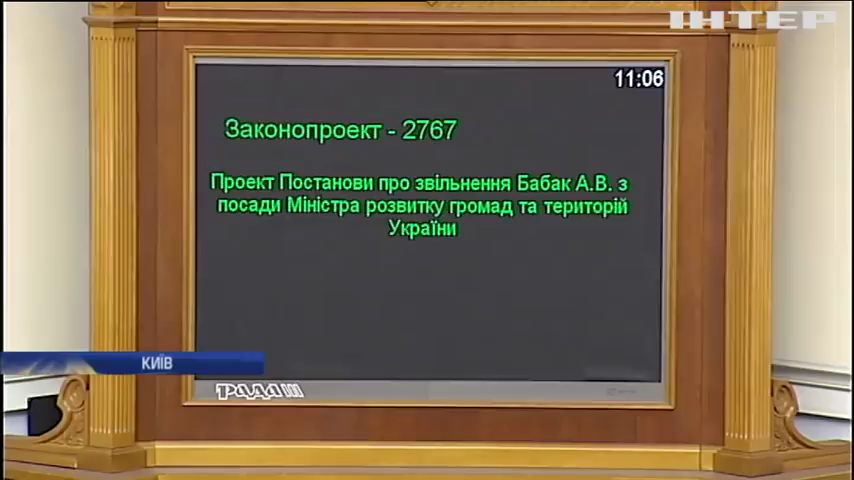 ІНТЕР
11:06
Законопроект - 2767
Проект Постанови про звільнення Бабак А.В. з
посади Міністра розвитку громад та територій
України
КИЇВ
РАДА